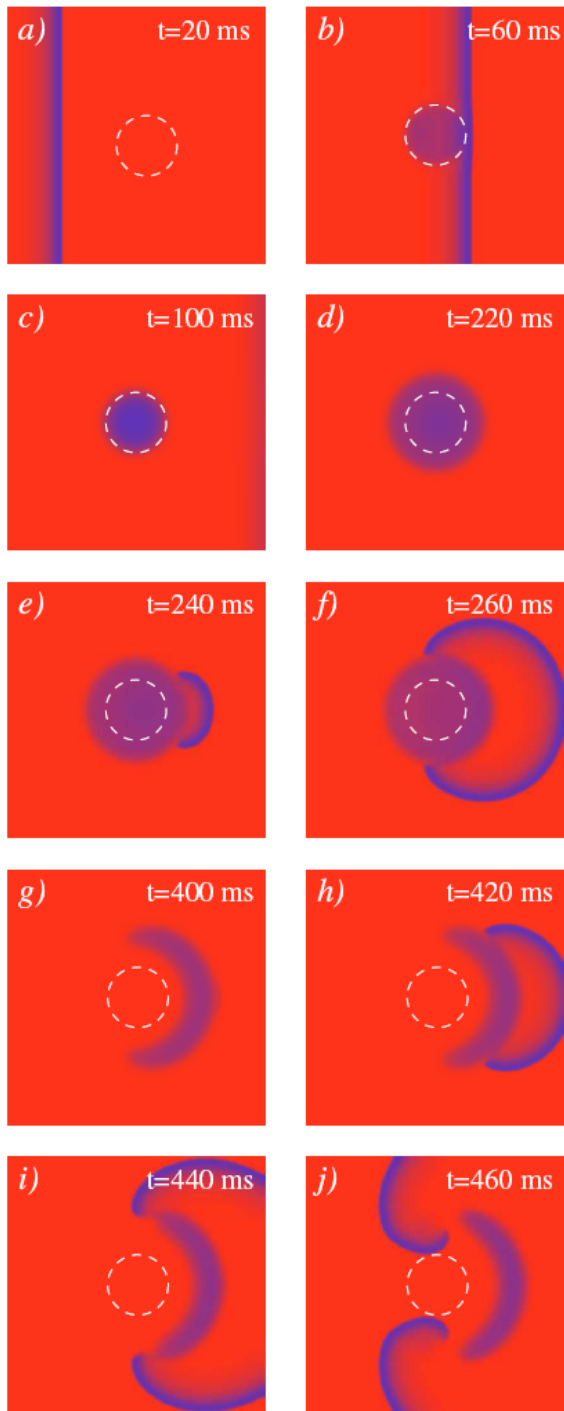 a) t=20 ms
b) t=60 ms
c) t=100 ms
d) t=220 ms
e) t=240 ms
f) t=260 ms
g) t=400 ms
h) t=420 ms
i) t=440 ms
j) t=460 ms